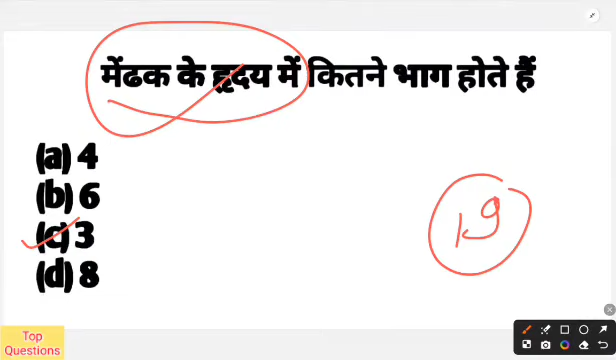 मेंढक के हृदय में कितने भाग होते हैं
(a) 4
(b) 6
(c) 3
(d) 8
19
Top
Questions